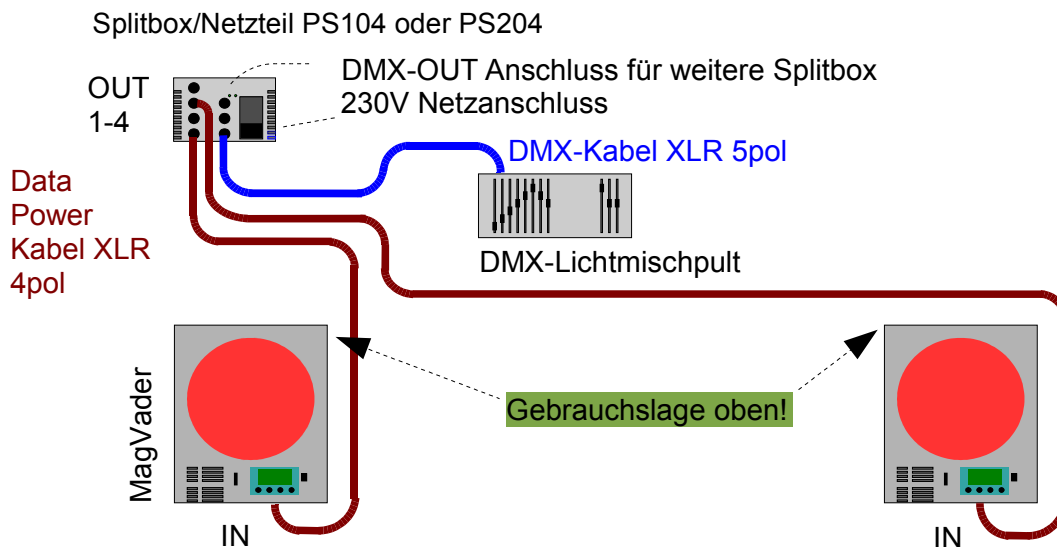 Splitbox/Netzteil PS104 oder PS204
OUT
1-4
DMX-OUT Anschluss für weitere Splitbox
230V Netzanschluss
DMX-Kabel XLR 5pol
Data
Power
Kabel XLR
4pol
DMX-Lichtmischpult
MagVader
Gebrauchslage oben!
IN
IN